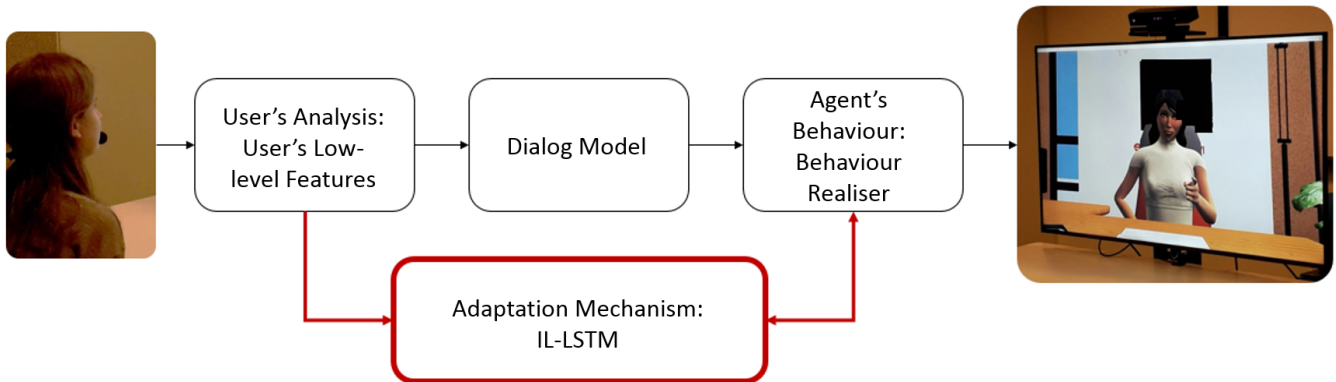 User’s Analysis:
User’s Low-
level Features
Dialog Model
Agent’s
Behaviour:
Behaviour
Realiser
Adaptation Mechanism:
IL-LSTM